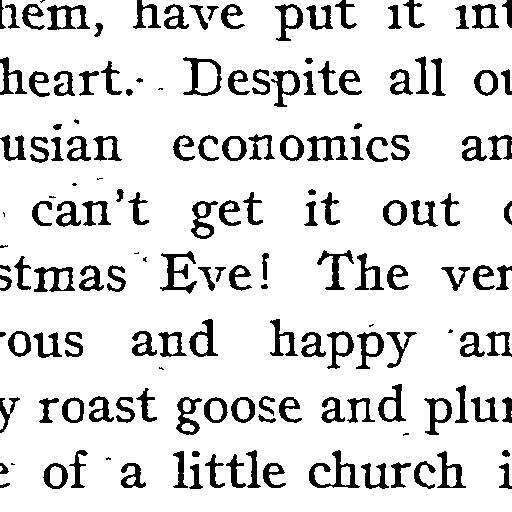 hem, have put it int
heart. Despite all ou
usian economics an
can't get it out o
stmas Eve! The ver
rous and happy an
y roast goose and plum
e of a little church i